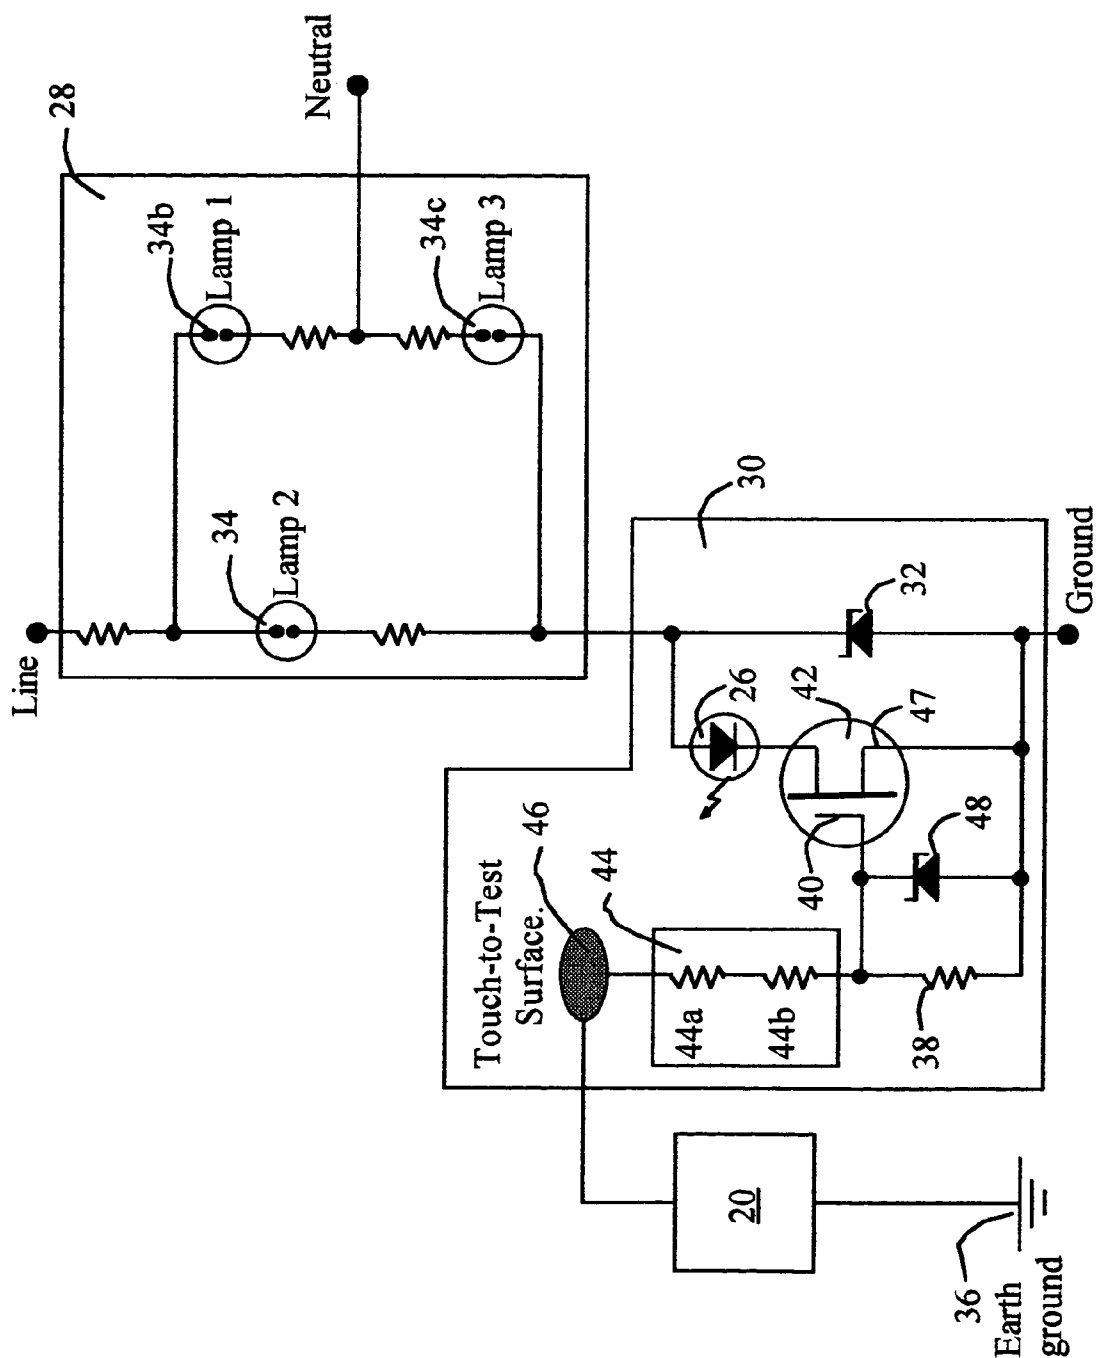 Line
Neutral
28
34b
Lamp 1
34
Lamp 2
34c
Lamp 3
30
Touch-to-Test
Surface.
46
44
44a
44b
26
42
47
32
40
48
38
Ground
20
36
Earth
ground